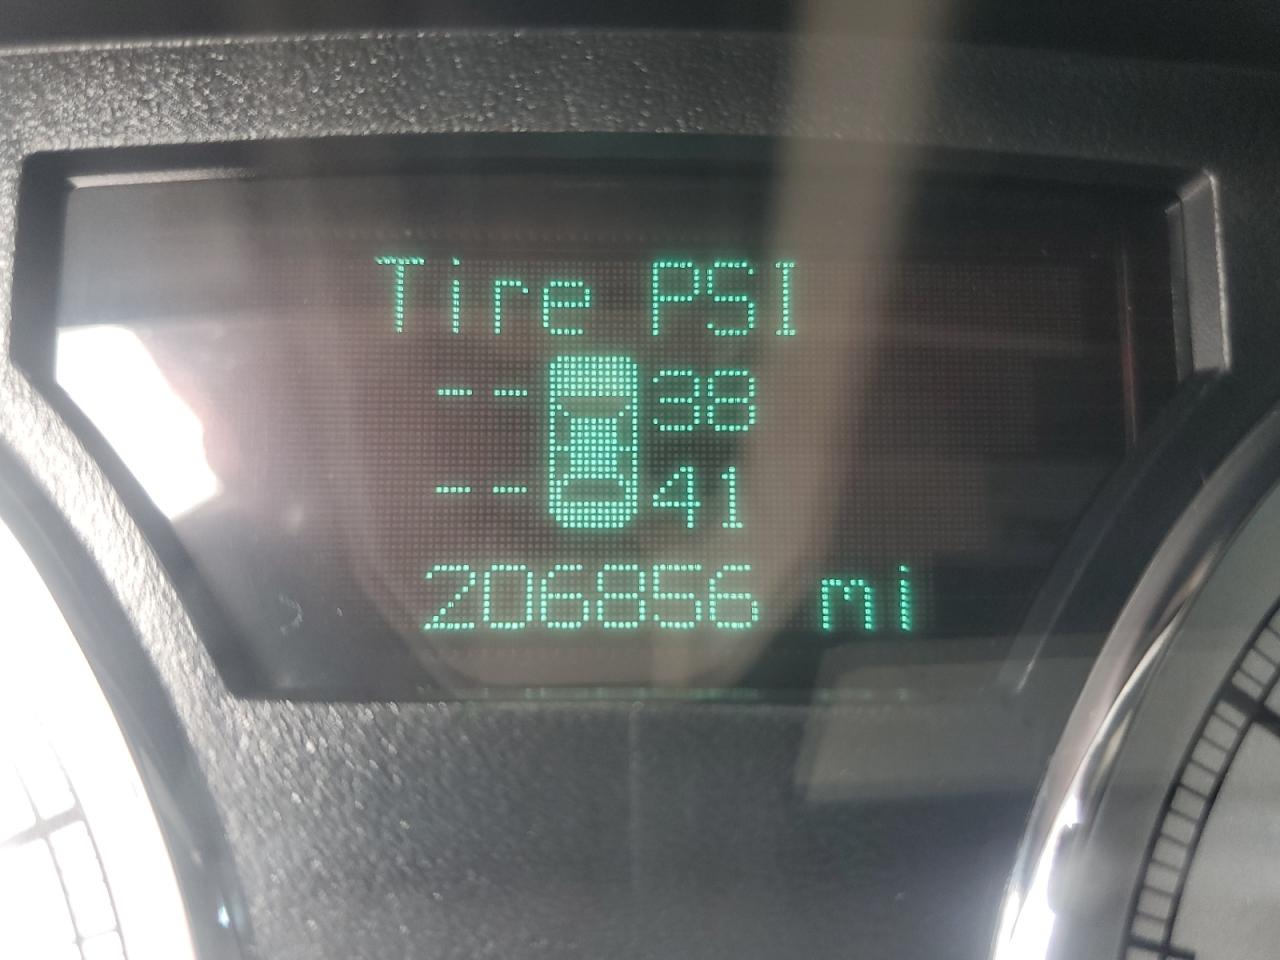 Tire PSI
-- 38
-- 41
206856 mi